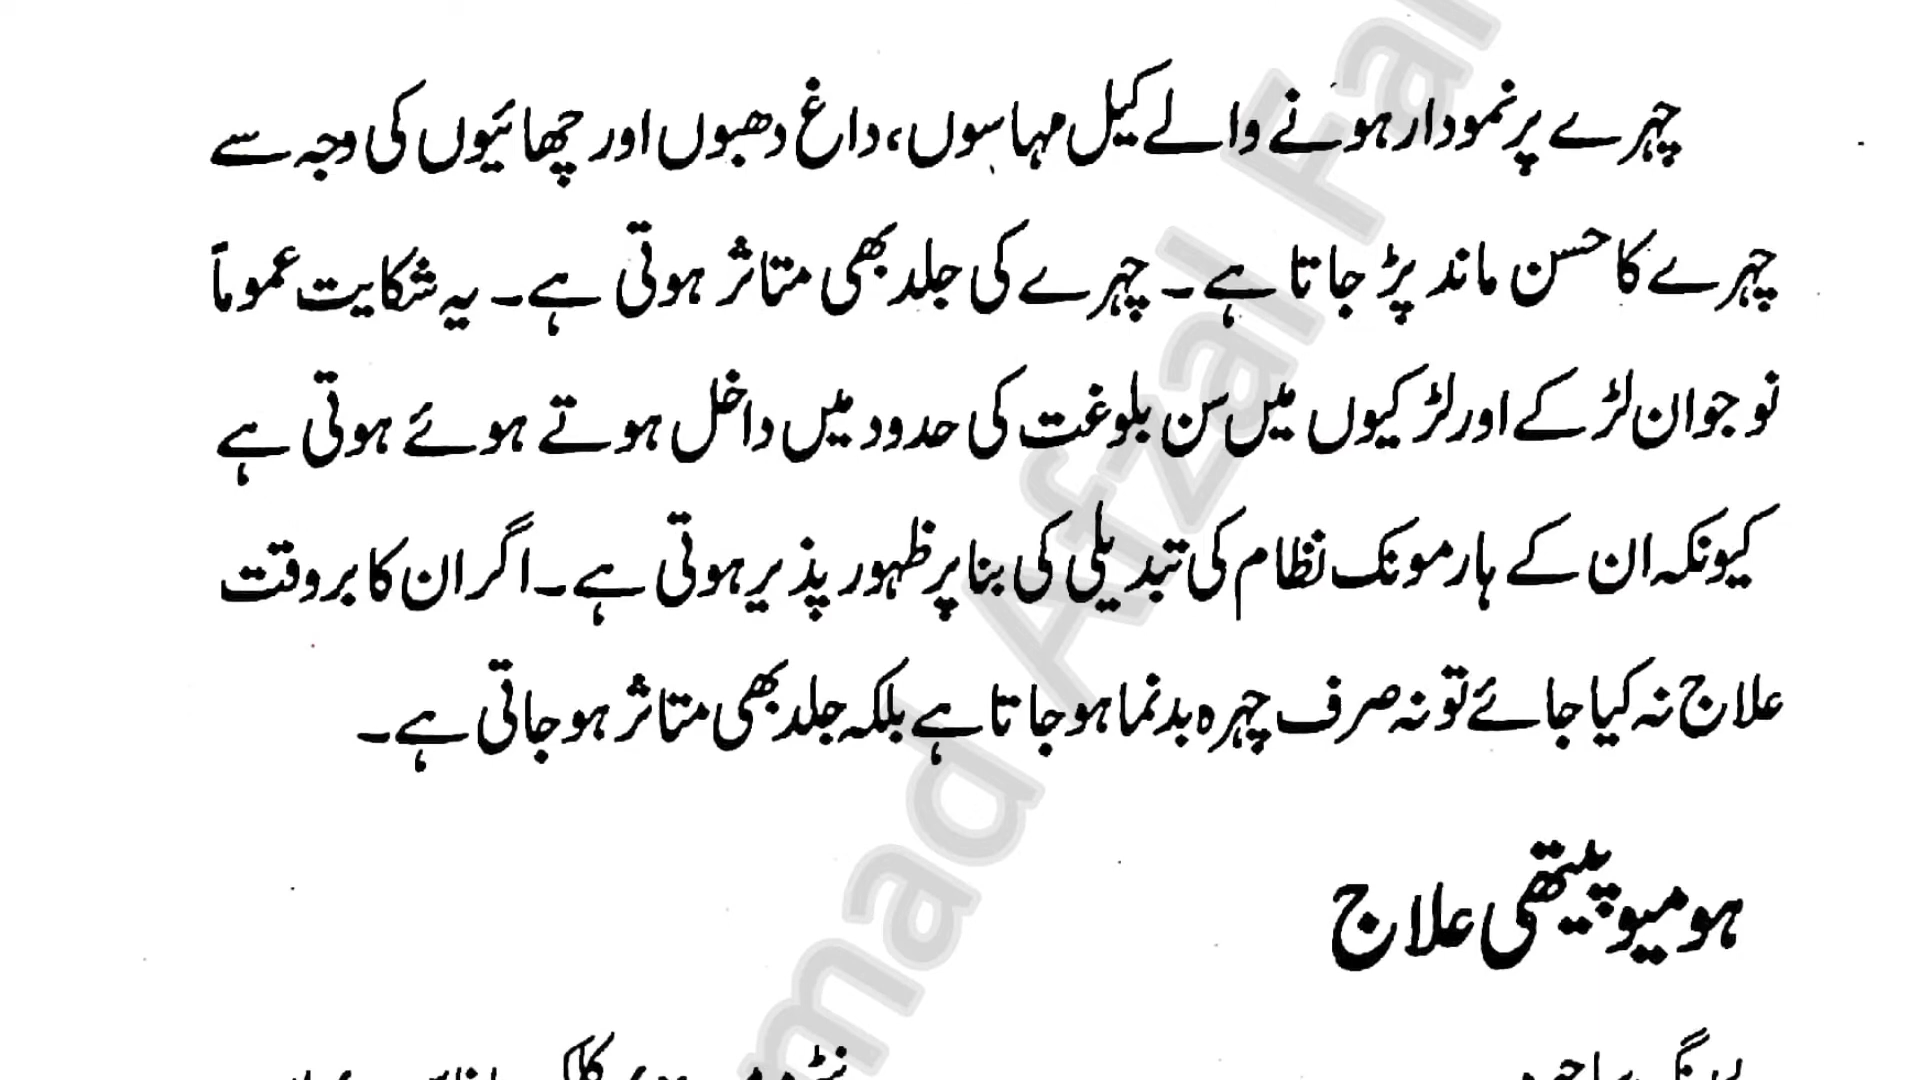 چہرے پر نمودار ہونے والے کیل مہاسوں، داغ دھبوں اور چھائیوں کی وجہ سے
چہرے کا حسن ماند پڑ جاتا ہے۔ چہرے کی جلد بھی متاثر ہوتی ہے۔ یہ شکایت عموماً
نوجوان لڑکے اور لڑکیوں میں سن بلوغت کی حدود میں داخل ہوتے ہوئے ہوتی ہے
کیونکہ ان کے ہارمونک نظام کی تبدیلی کی بنا پر ظہور پذیر ہوتی ہے۔ اگر ان کا بروقت
علاج نہ کیا جائے تو نہ صرف چہرہ بدنما ہو جاتا ہے بلکہ جلد بھی متاثر ہو جاتی ہے۔
ہومیوپیتھی علاج
mad Afzal Fa